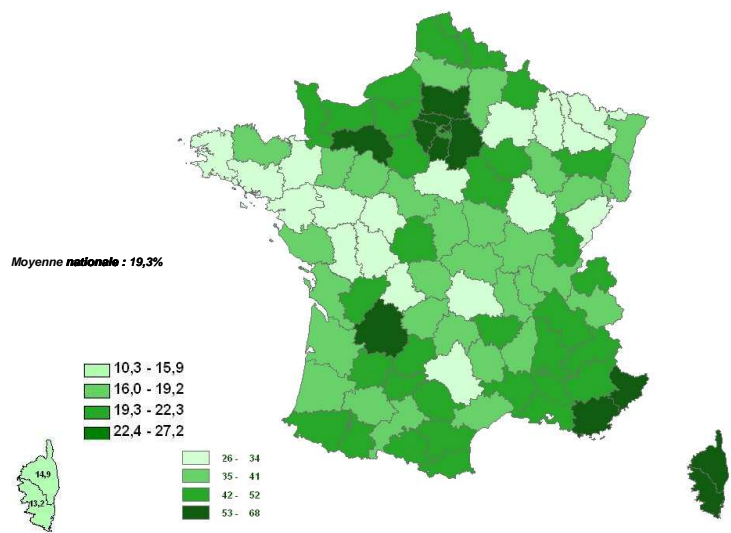 Moyenne nationale : 19,3%
10,3 - 15,9
16,0 - 19,2
19,3 - 22,3
22,4 - 27,2
14,9
13,2
26 - 34
35 - 41
42 - 52
53 - 68